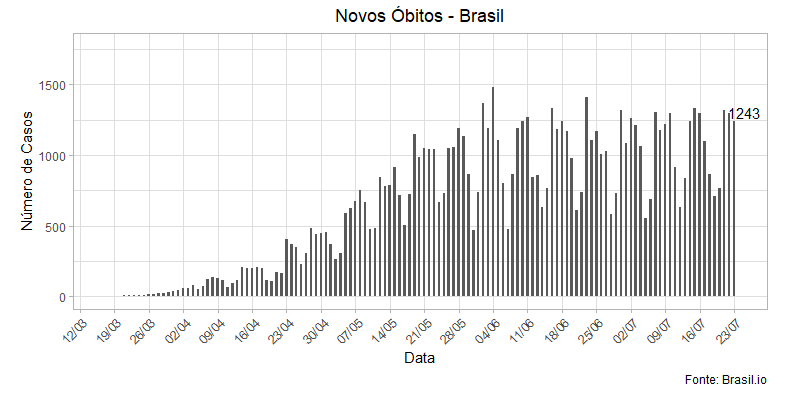 Novos Óbitos - Brasil
Número de Casos
1500
1000
500
0
1243
12/03 19/03 26/03 02/04 09/04 16/04 23/04 30/04 07/05 14/05 21/05 28/05 04/06 11/06 18/06 25/06 02/07 09/07 16/07 23/07
Data
Fonte: Brasil.io